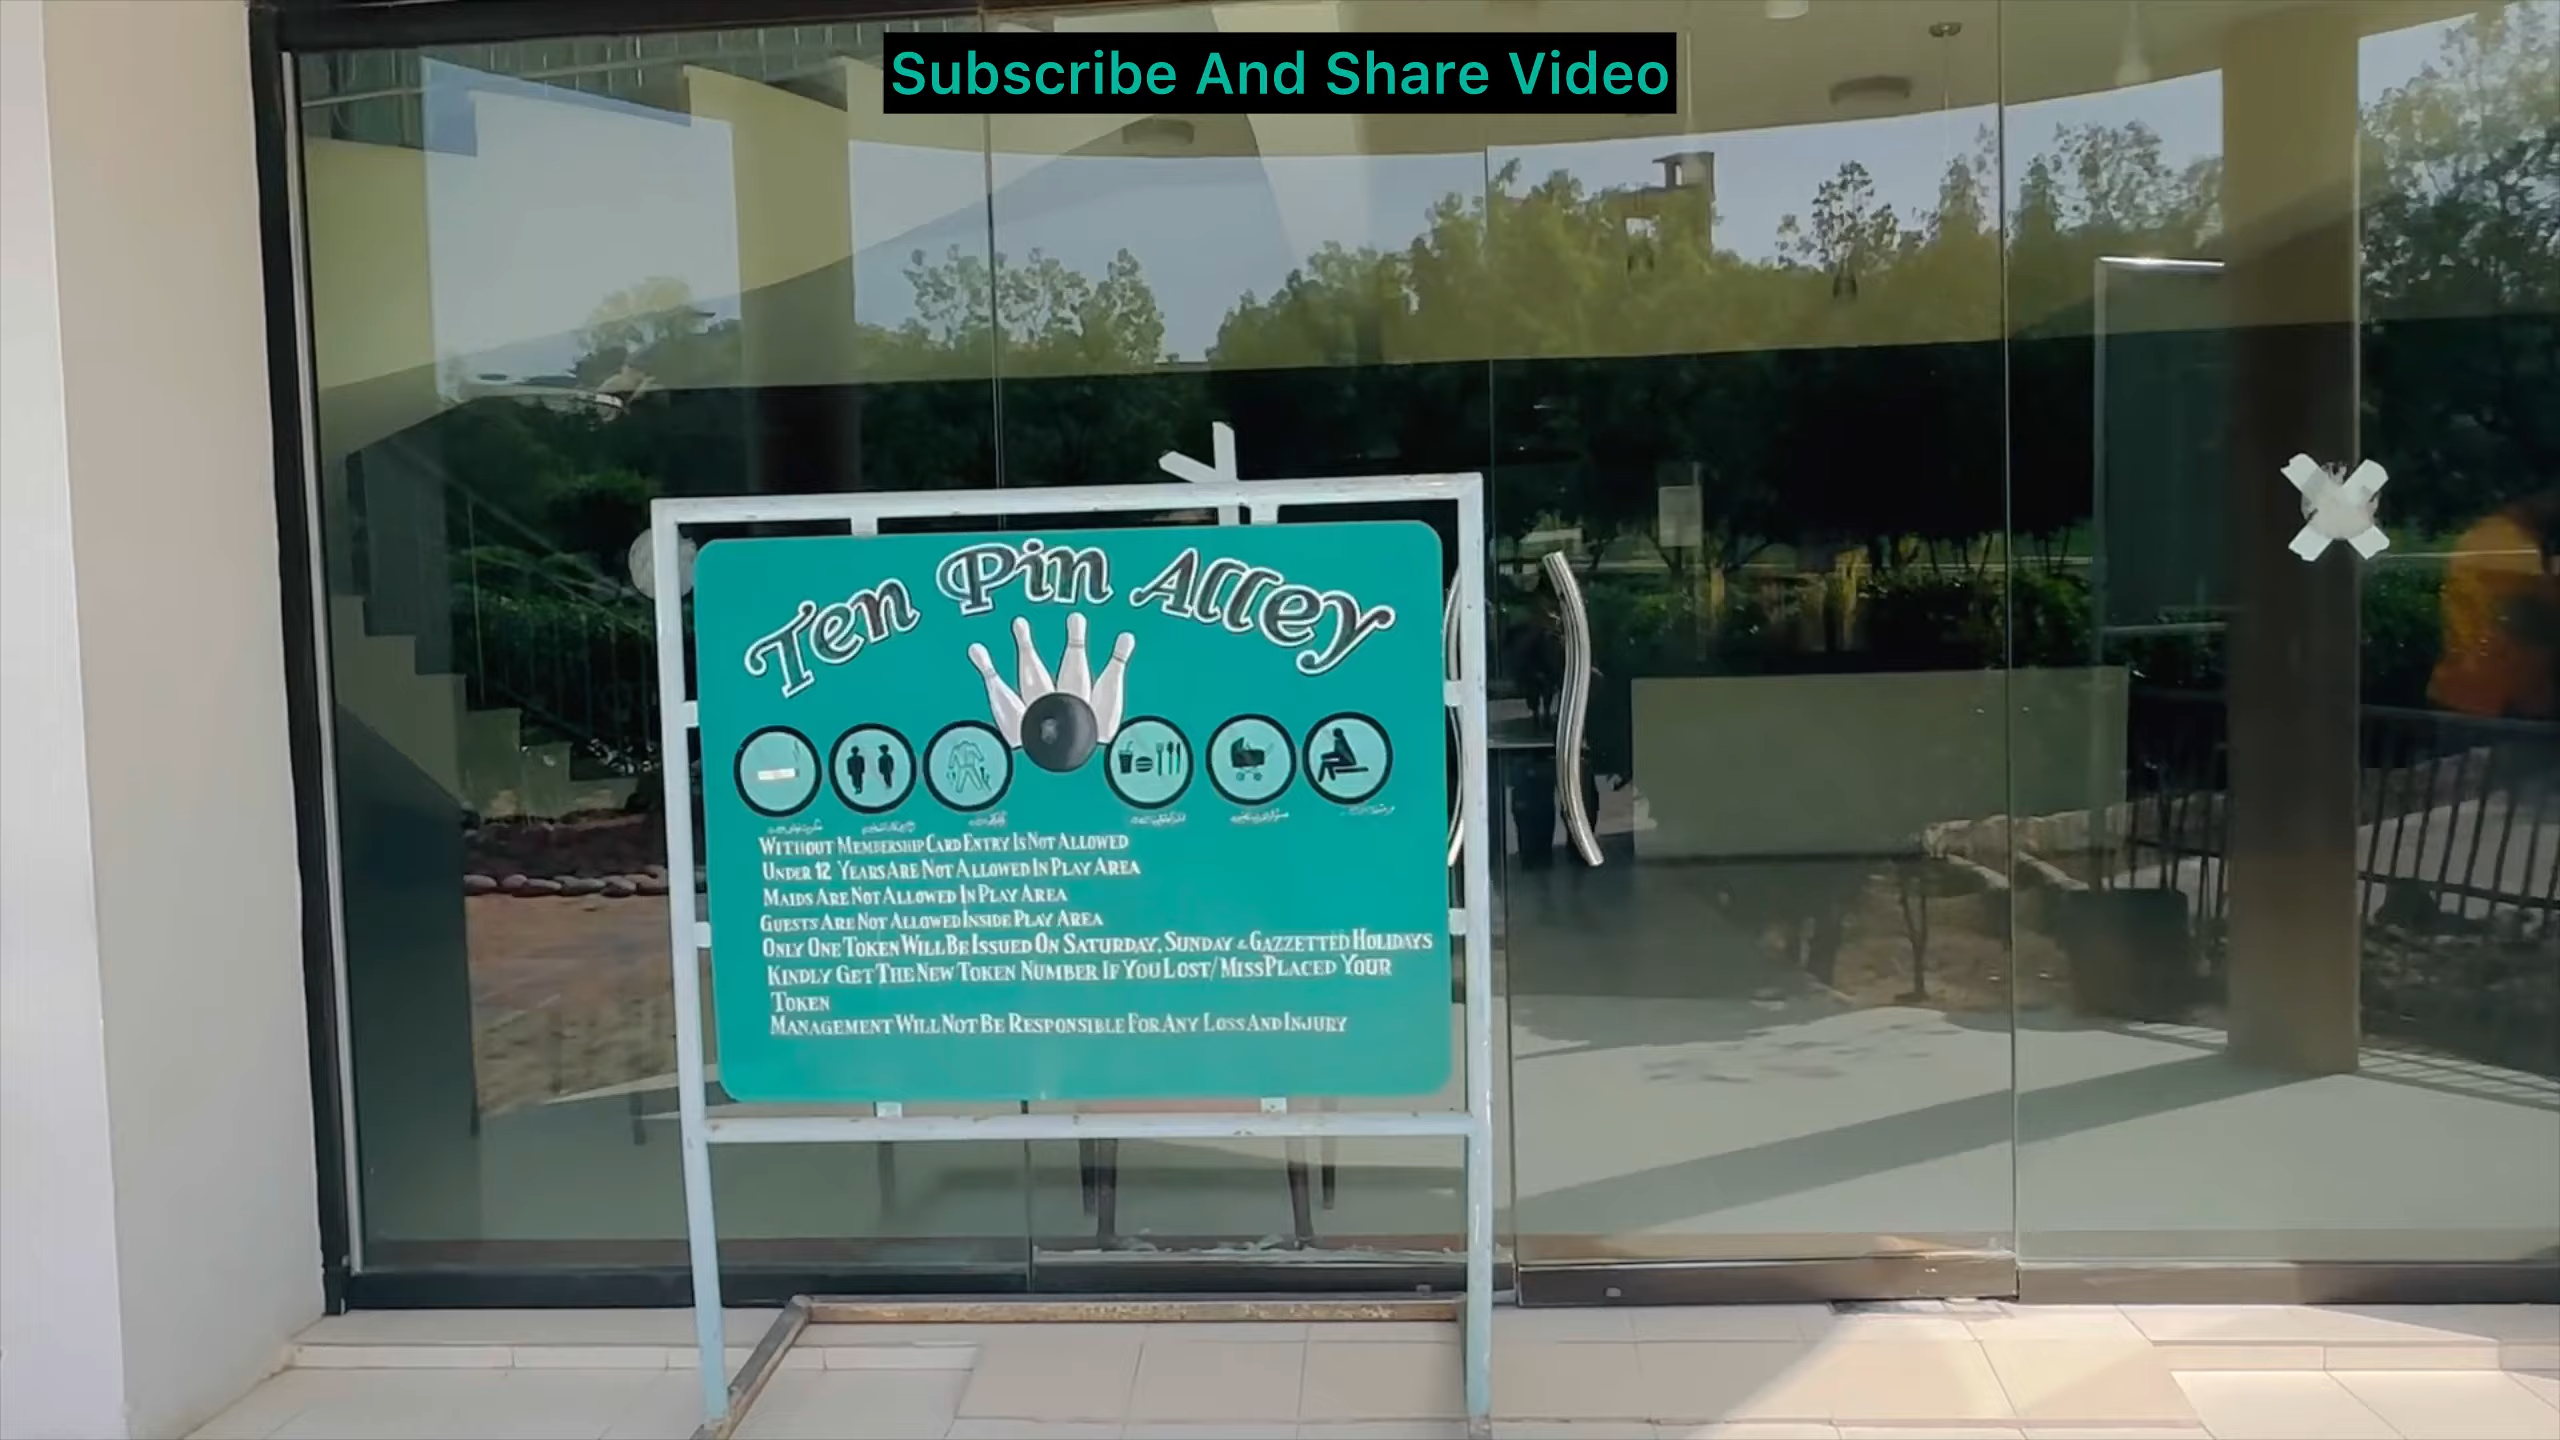 Subscribe And Share Video
Ten Pin Alley
WITHOUT MEMBERSHIP CARD ENTRY IS NOT ALLOWED
UNDER 12 YEARS ARE NOT ALLOWED IN PLAY AREA
MAIDS ARE NOT ALLOWED IN PLAY AREA
GUESTS ARE NOT ALLOWED INSIDE PLAY AREA
ONLY ONE TOKEN WILL BE ISSUED ON SATURDAY, SUNDAY & GAZZETTED HOLIDAYS
KINDLY GET THE NEW TOKEN NUMBER IF YOU LOST/MISSPLACED YOUR
TOKEN
MANAGEMENT WILL NOT BE RESPONSIBLE FOR ANY LOSS AND INJURY